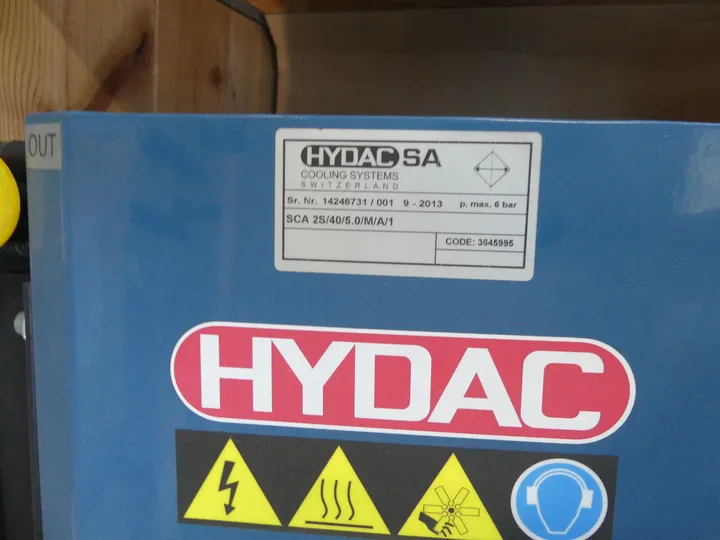 OUT
HYDAC SA
COOLING SYSTEMS
SWITZERLAND
Sr. Nr. 14246731 / 001 9 - 2013 p. max. 6 bar
SCA 2S/40/5.0/M/A/1
CODE: 3645995
HYDAC